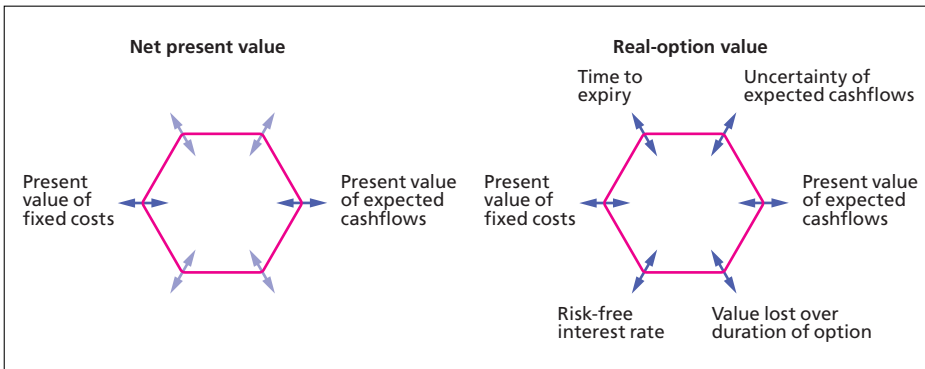 Net present value
Present
value of
fixed costs
Present value
of expected
cashflows
Real-option value
Time to
expiry
Uncertainty of
expected cashflows
Present
value of
fixed costs
Present value
of expected
cashflows
Risk-free
interest rate
Value lost over
duration of option